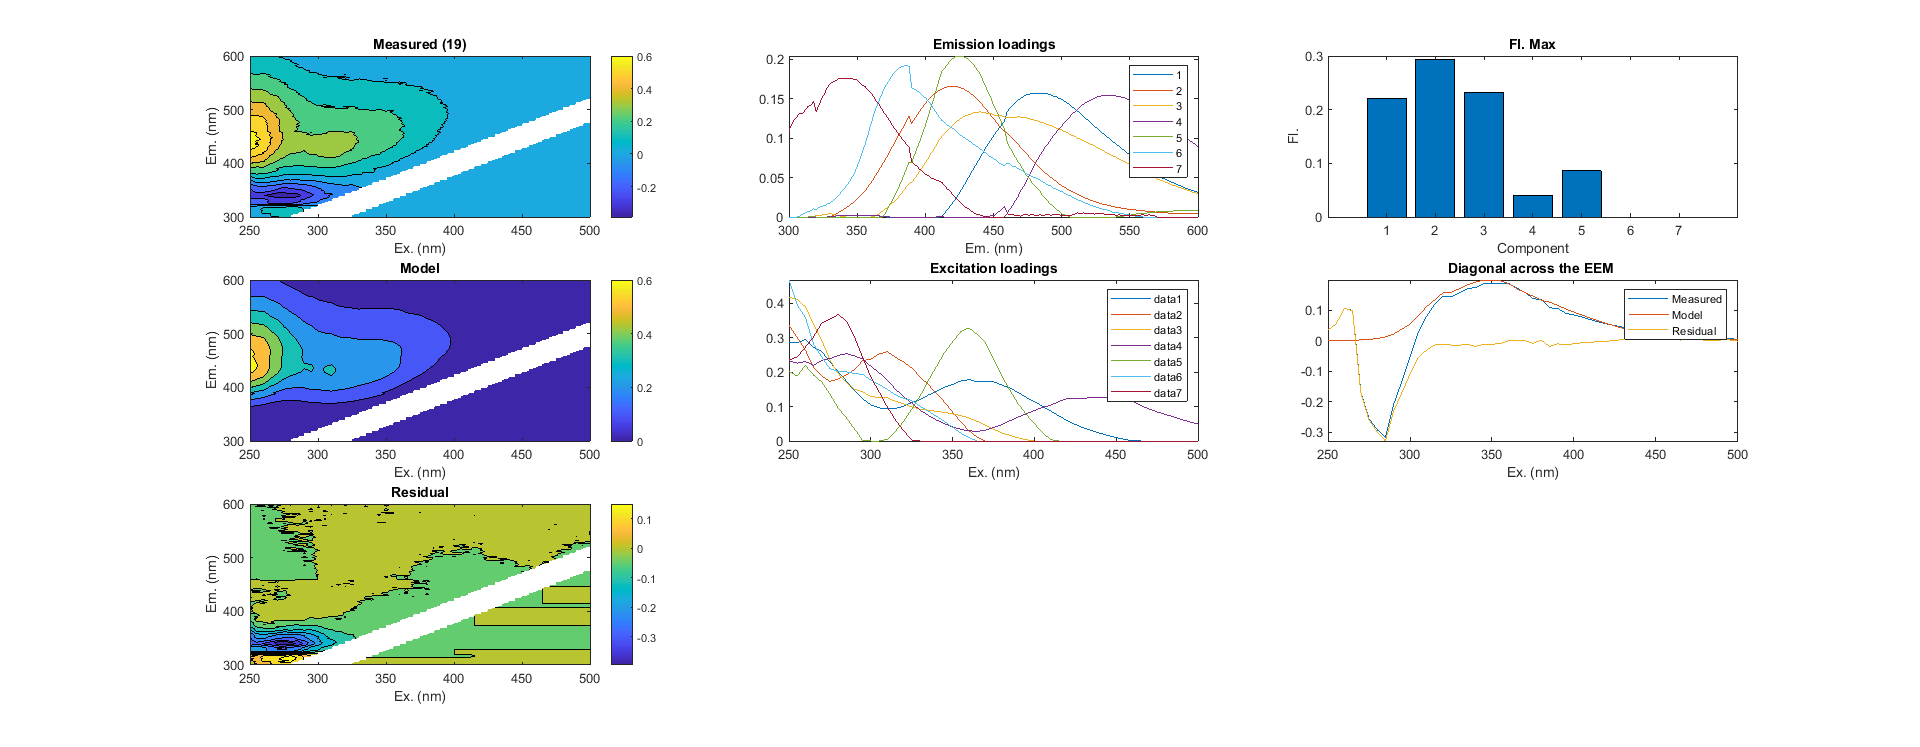 Measured (19)
600
500
400
300
250 300 350 400 450 500
Em. (nm)
Ex. (nm)
0.6
0.4
0.2
0
-0.2
Emission loadings
0.2
0.15
0.1
0.05
0
300 350 400 450 500 550 600
Em. (nm)
1
2
3
4
5
6
7
Fl. Max
0.3
0.2
0.1
0
Fl.
1 2 3 4 5 6 7
Component
Model
600
500
400
300
250 300 350 400 450 500
Em. (nm)
Ex. (nm)
0.6
0.4
0.2
0
Excitation loadings
0.4
0.3
0.2
0.1
0
250 300 350 400 450 500
Ex. (nm)
data1
data2
data3
data4
data5
data6
data7
Diagonal across the EEM
0.1
0
-0.1
-0.2
-0.3
250 300 350 400 450 500
Ex. (nm)
Measured
Model
Residual
Residual
600
500
400
300
250 300 350 400 450 500
Em. (nm)
Ex. (nm)
0.1
0
-0.1
-0.2
-0.3